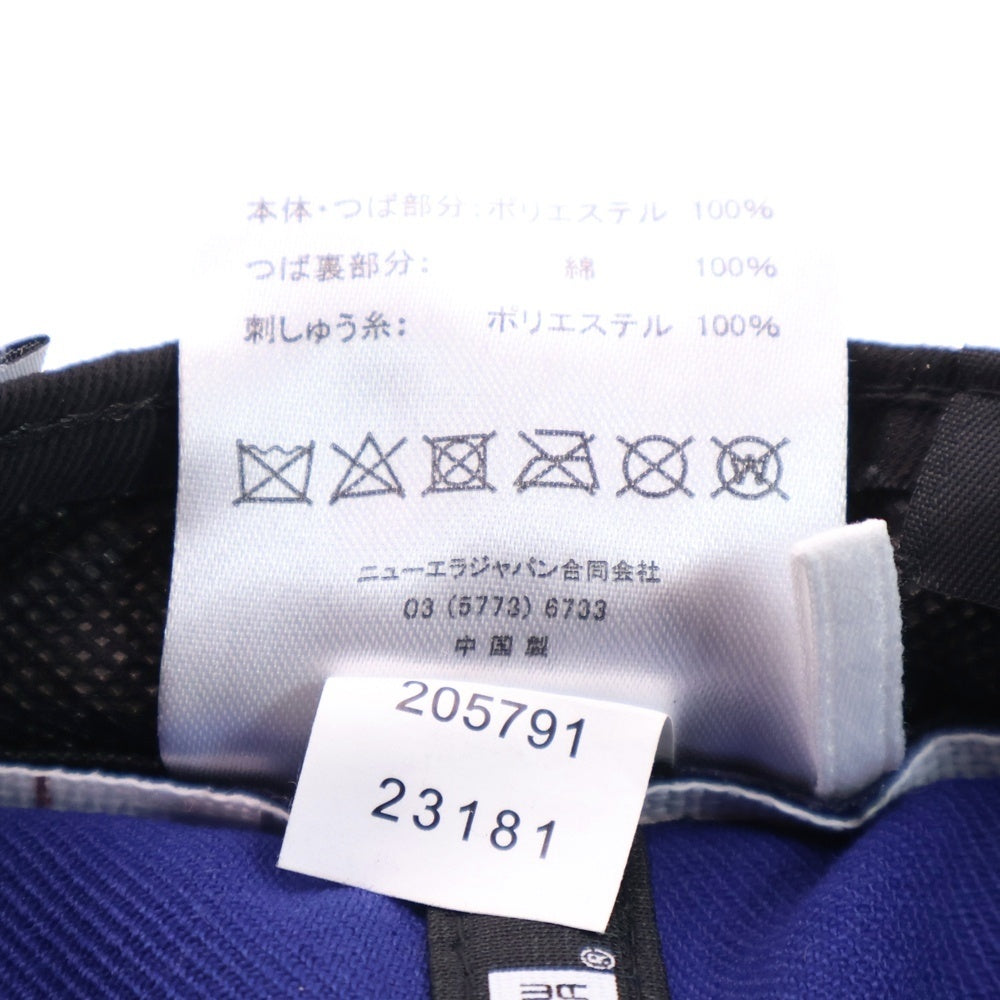 本体・つば部分:ポリエステル 100%
つば裏部分: 綿 100%
刺しゅう糸: ポリエステル 100%
ニューエラジャパン合同会社
03 (5773) 6733
中国製
205791
23181